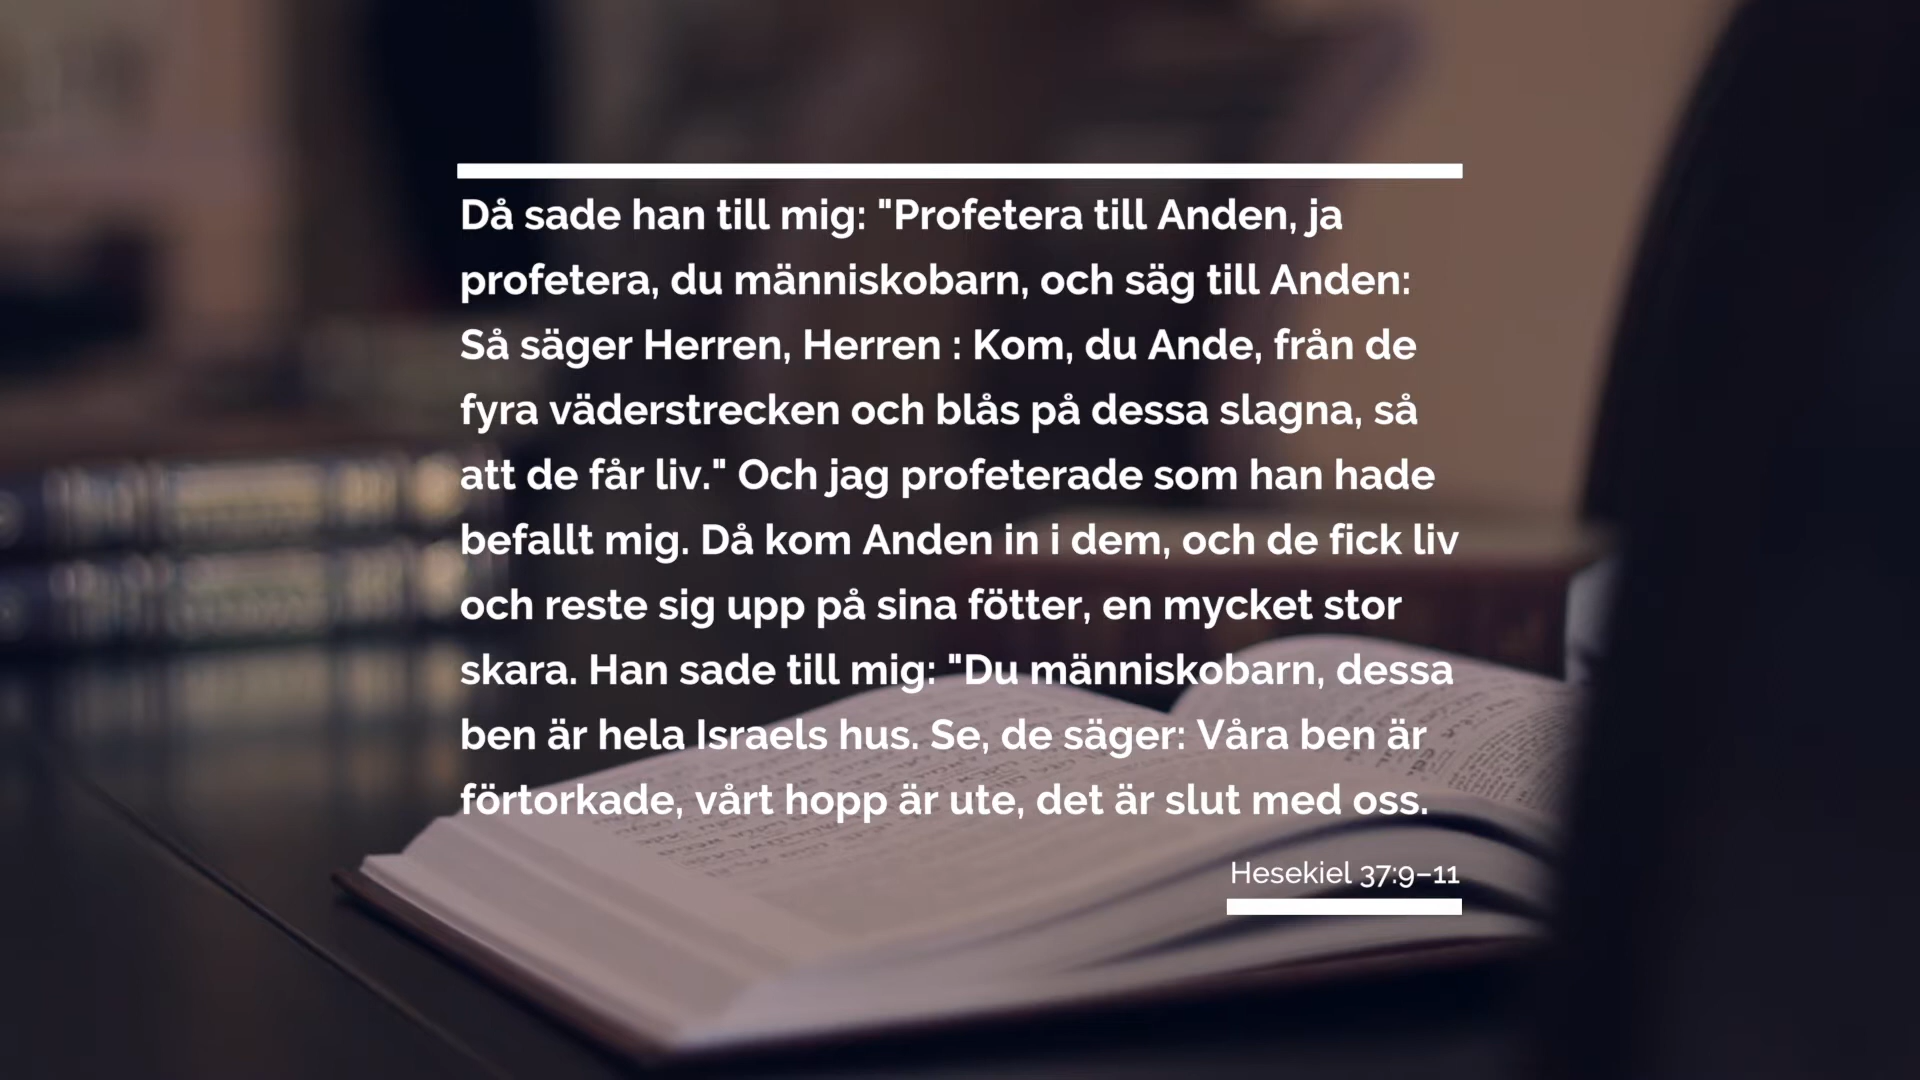 Då sade han till mig: "Profetera till Anden, ja
profetera, du människobarn, och säg till Anden:
Så säger Herren, Herren : Kom, du Ande, från de
fyra väderstrecken och blås på dessa slagna, så
att de får liv." Och jag profeterade som han hade
befallt mig. Då kom Anden in i dem, och de fick liv
och reste sig upp på sina fötter, en mycket stor
skara. Han sade till mig: "Du människobarn, dessa
ben är hela Israels hus. Se, de säger: Våra ben är
förtorkade, vårt hopp är ute, det är slut med oss.
Hesekiel 37:9–11